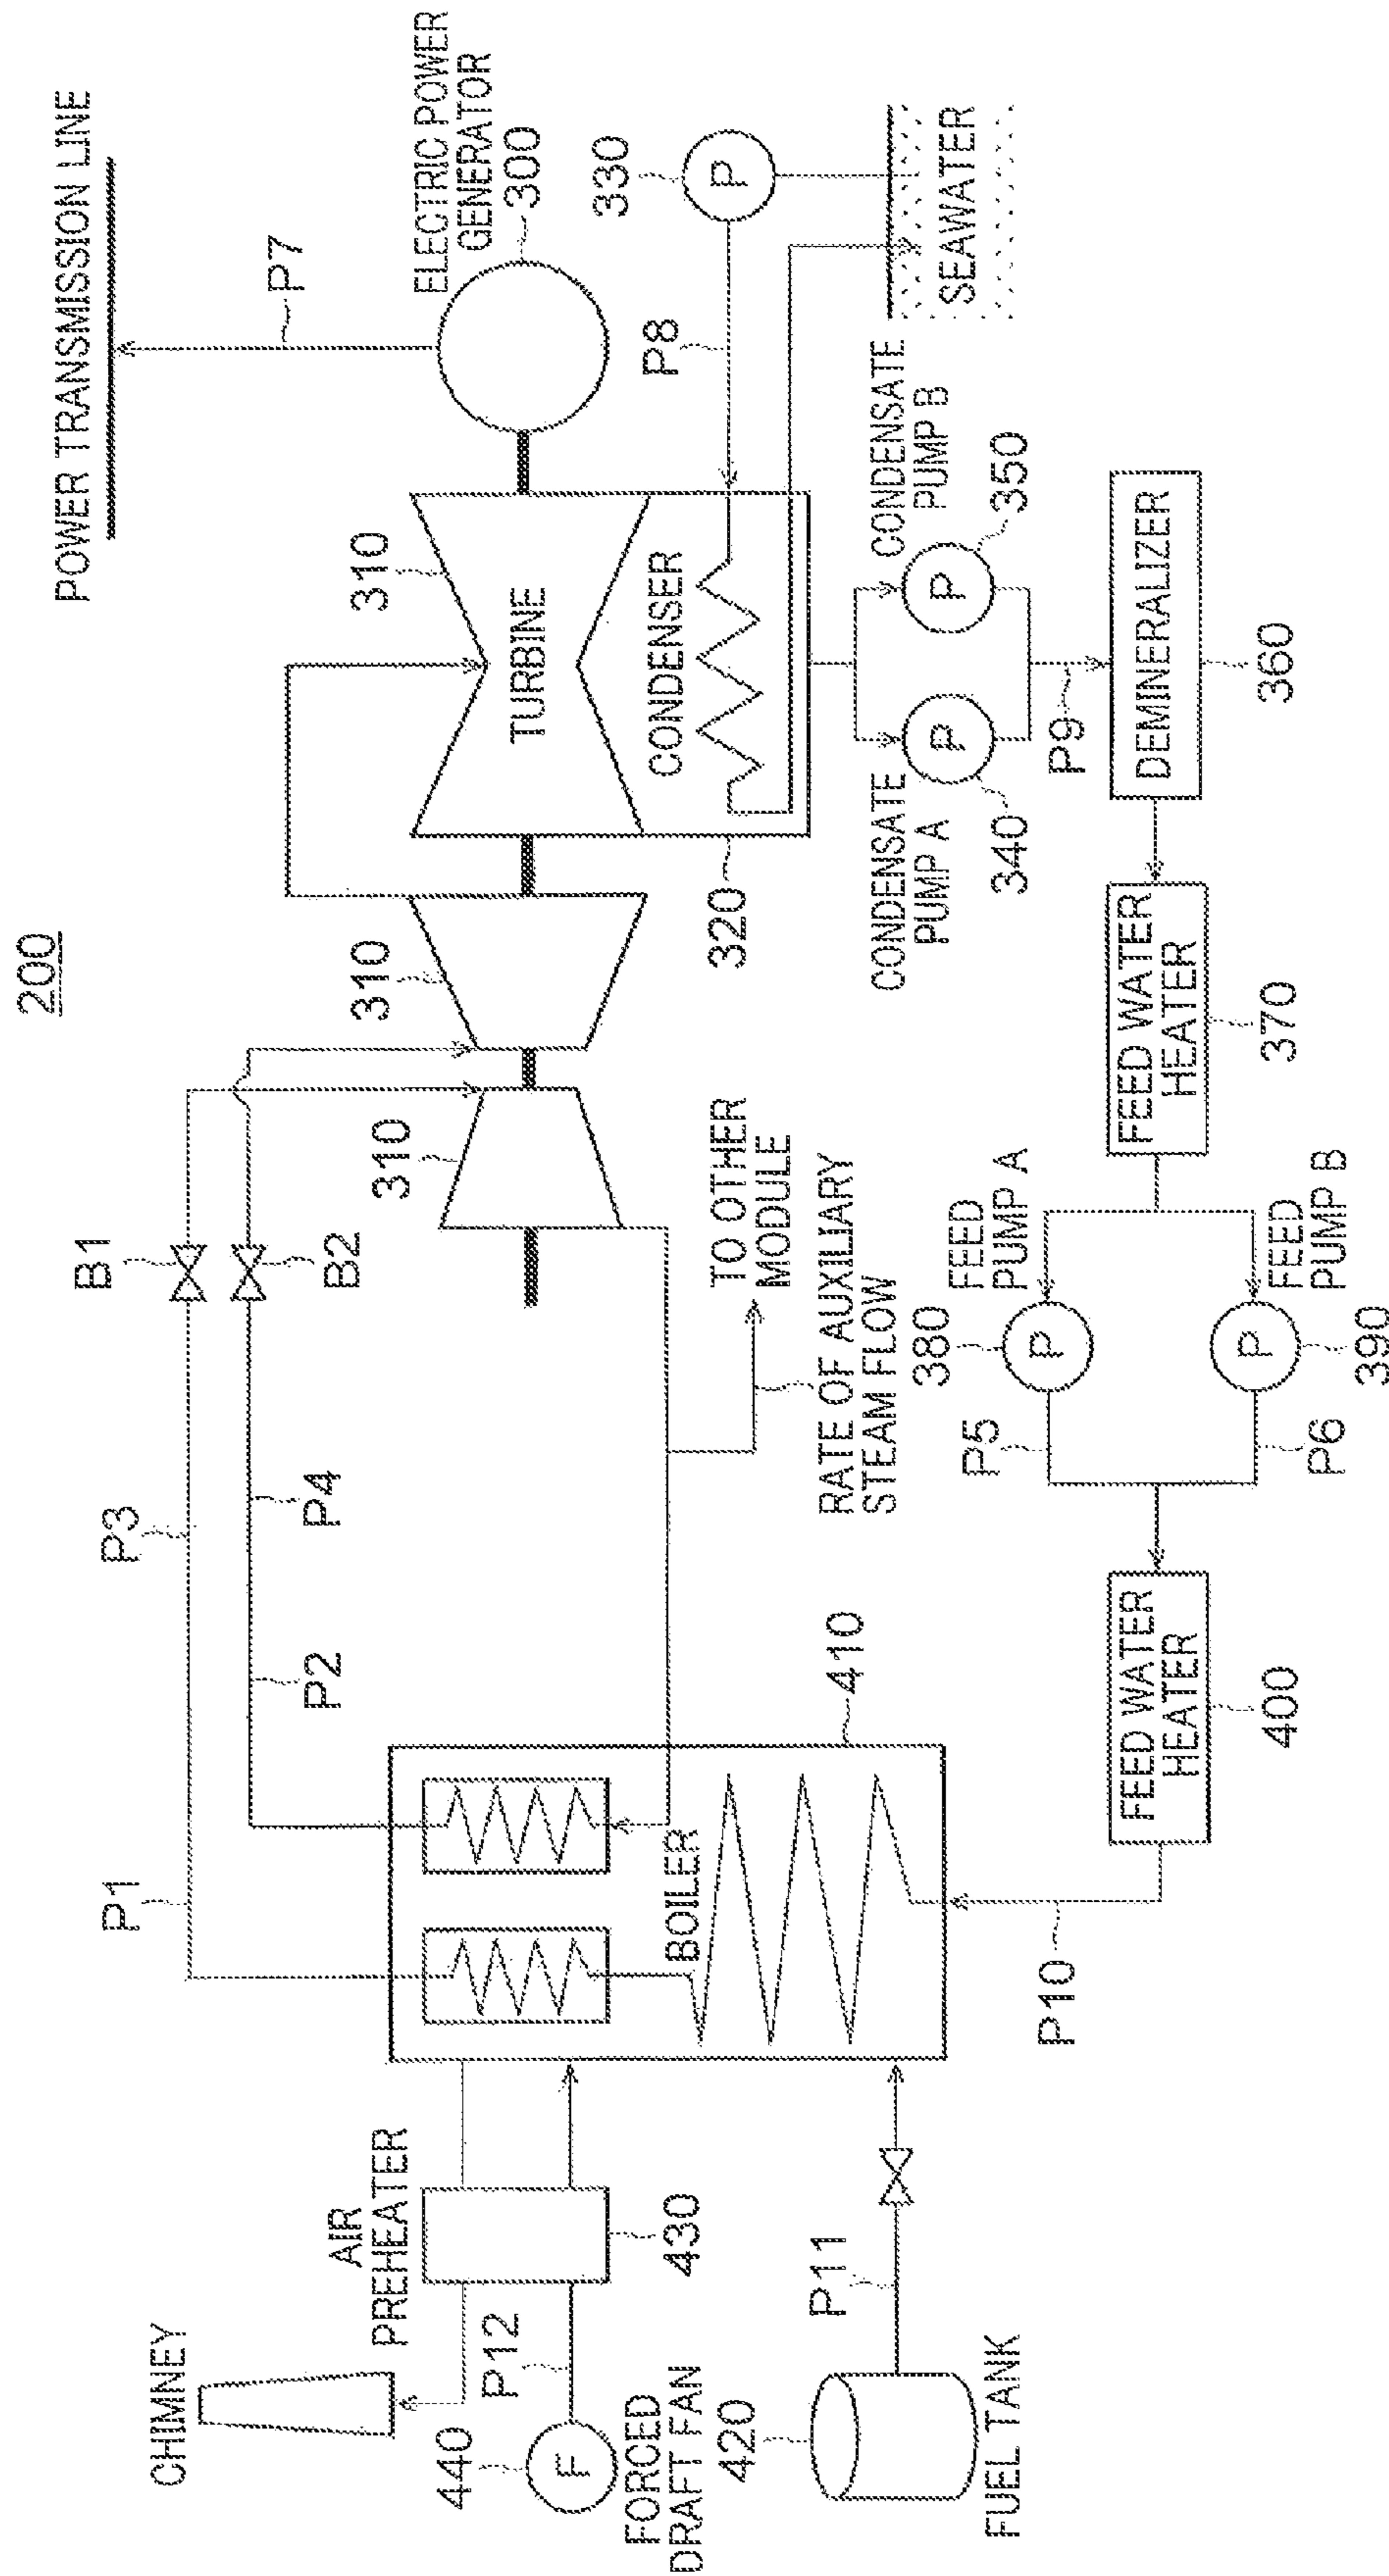 200
POWER TRANSMISSION LINE
P7
ELECTRIC POWER
GENERATOR
300
CHIMNEY
AIR
PREHEATER
P12
440
F
FORCED
DRAFT FAN
430
P11
420
FUEL TANK
P1
P3
B1
P2
P4
B2
BOILER
410
310
310
310
TURBINE
CONDENSER
320
330
P
P8
SEAWATER
TO OTHER
MODULE
RATE OF AUXILIARY
STEAM FLOW
CONDENSATE
PUMP A
P
340
CONDENSATE
PUMP B
P
350
P9
DEMINERALIZER
360
FEED WATER
HEATER
370
FEED
PUMP A
380
P
P5
FEED
PUMP B
P
390
P6
FEED WATER
HEATER
400
P10